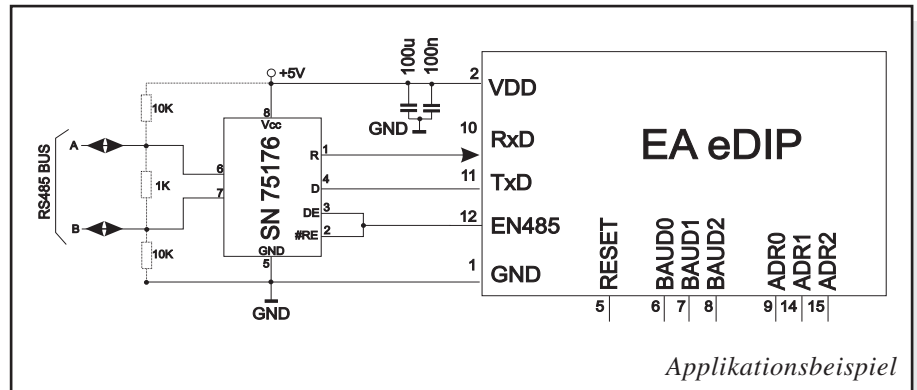 +5V
100u
100n
2
VDD
10K
8
Vcc
GND
10
RxD
EA eDIP
RS485 BUS
A
6
R
1
1K
SN 75176
D
4
11
TxD
7
DE
3
12
EN485
B
#RE
2
10K
GND
5
1
GND
GND
RESET
BAUD0
BAUD1
BAUD2
ADR0
ADR1
ADR2
5
6
7
8
9
14
15
Applikationsbeispiel